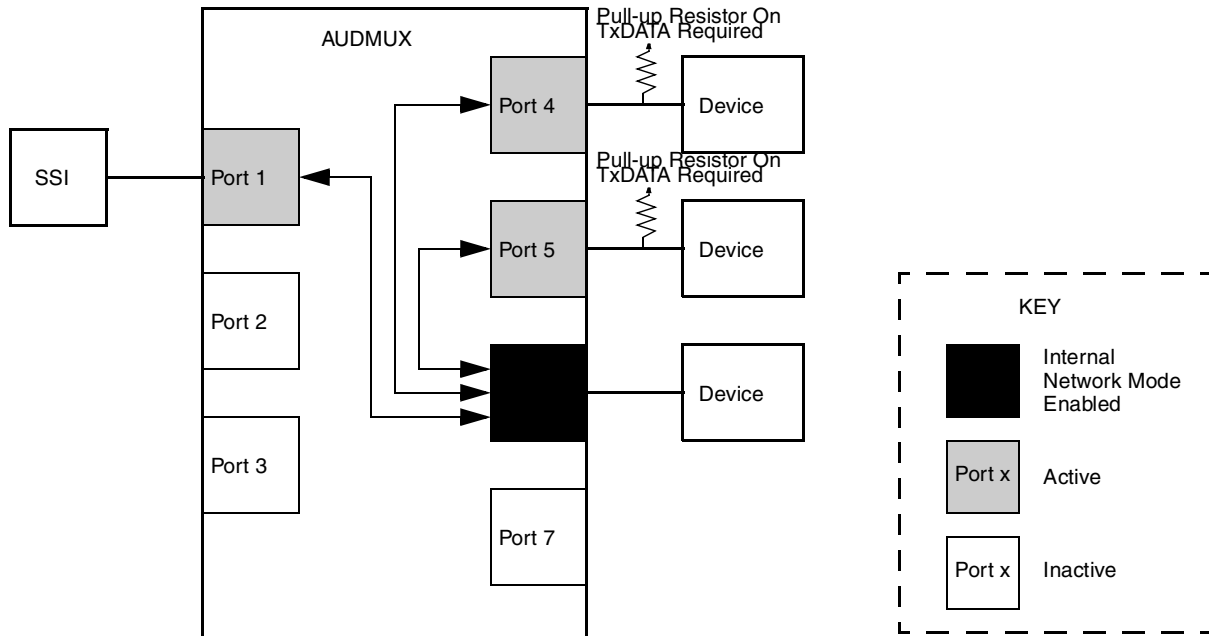 Pull-up Resistor On
TxDATA Required
AUDMUX
Port 4
Device
Pull-up Resistor On
TxDATA Required
SSI
Port 1
Port 5
Device
Port 2
KEY
Device
Internal
Network Mode
Enabled
Port 3
Port x
Active
Port 7
Port x
Inactive